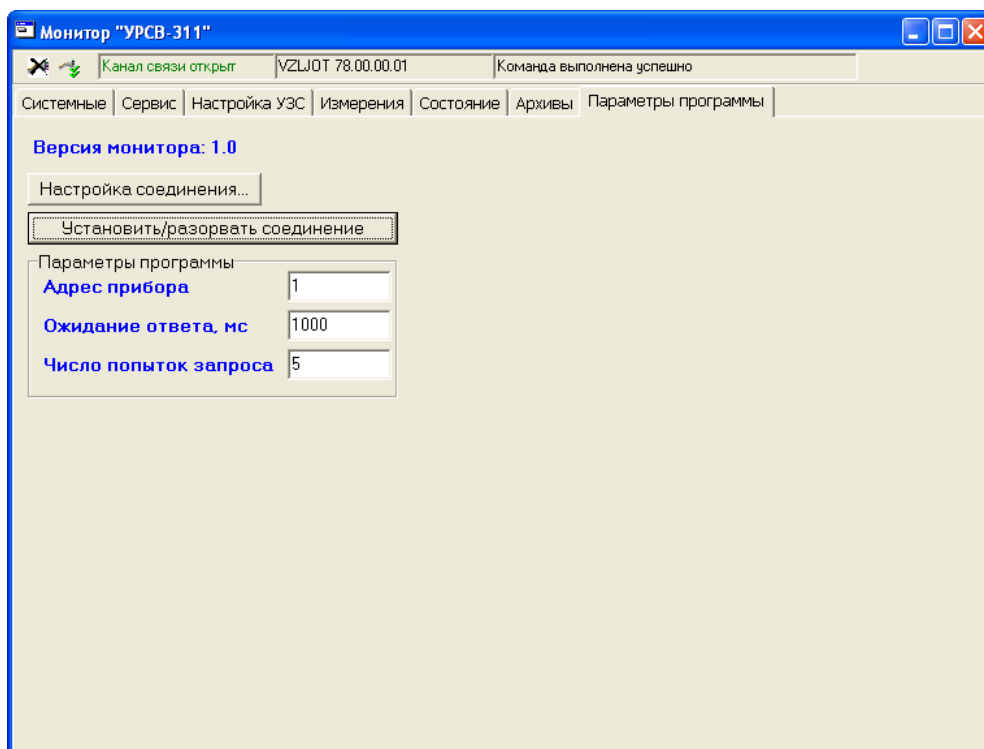 Монитор "УРСВ-311"
Канал связи открыт VZLJOT 78.00.00.01 Команда выполнена успешно
Системные Сервис Настройка УЗС Измерения Состояние Архивы Параметры программы
Версия монитора: 1.0
Настройка соединения...
Установить/разорвать соединение
Параметры программы
Адрес прибора 1
Ожидание ответа, мс 1000
Число попыток запроса 5